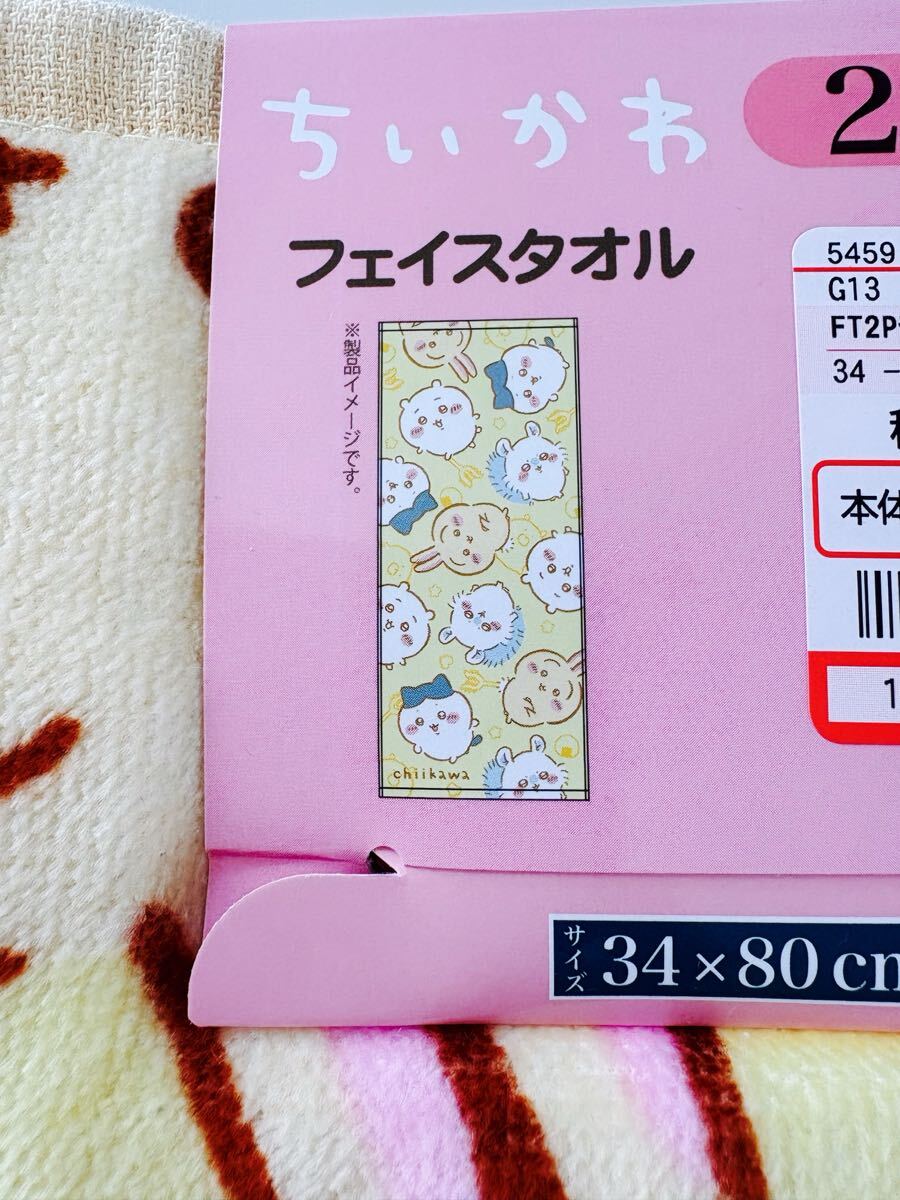 ちいかわ
2
フェイスタオル
※製品イメージです。
chiikawa
5459
G13
FT2P
34 -
本体
1
サイズ 34×80cm